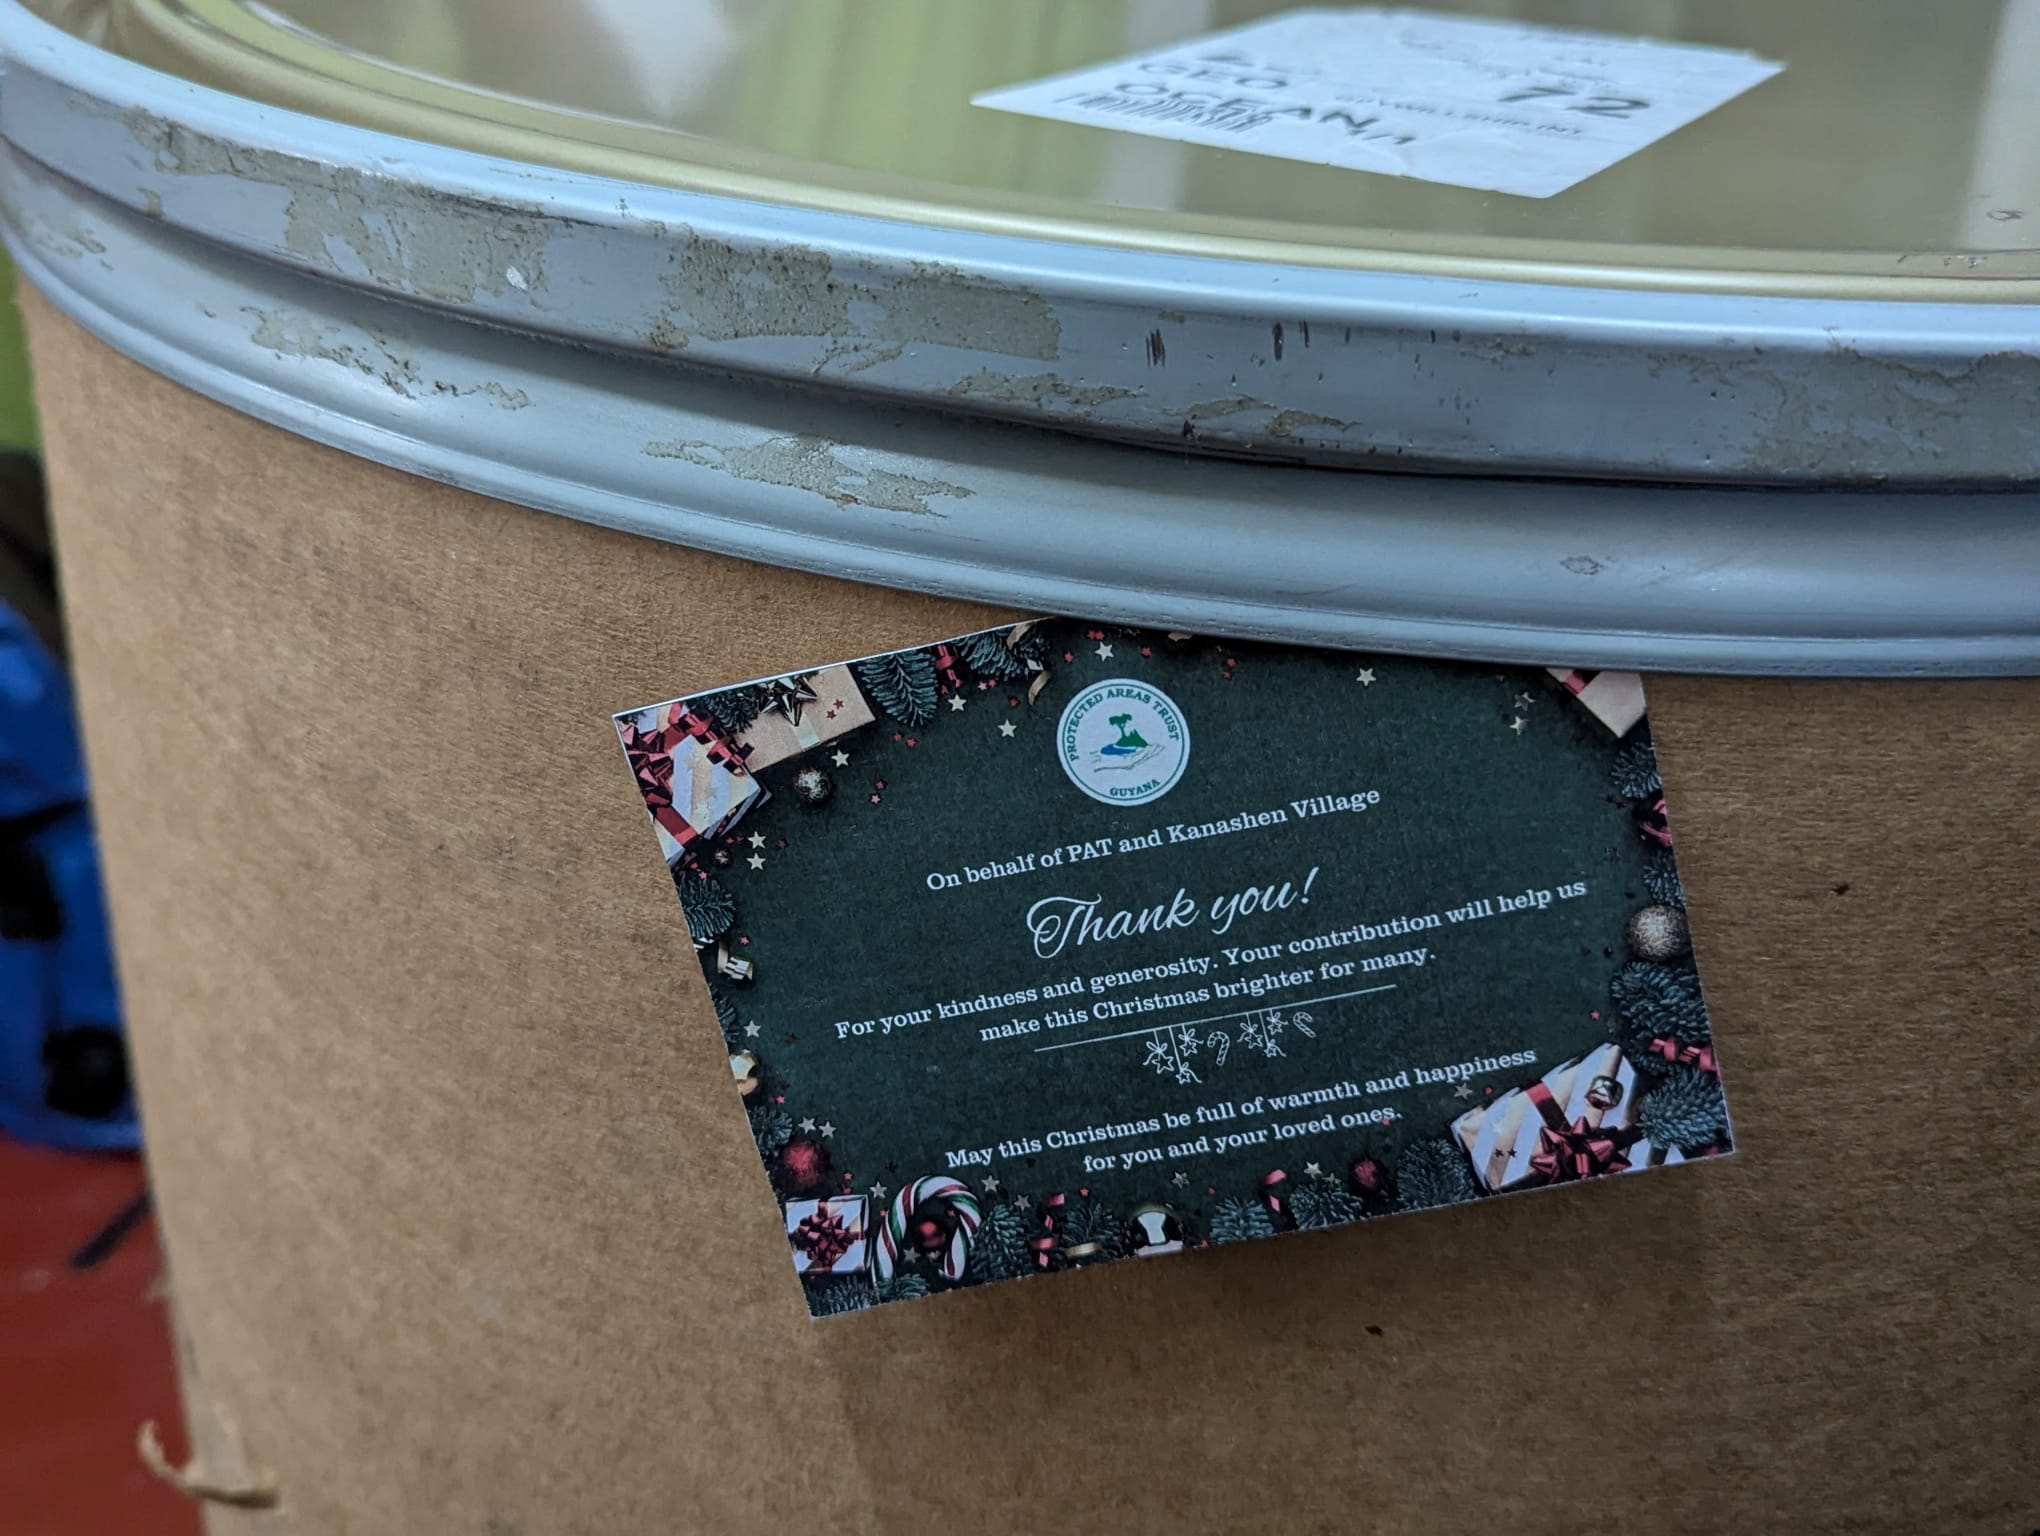 GEO
OCEAN
72
PROTECTED AREAS TRUST
GUYANA
On behalf of PAT and Kanashen Village
Thank you!
For your kindness and generosity. Your contribution will help us
make this Christmas brighter for many.
May this Christmas be full of warmth and happiness
for you and your loved ones.